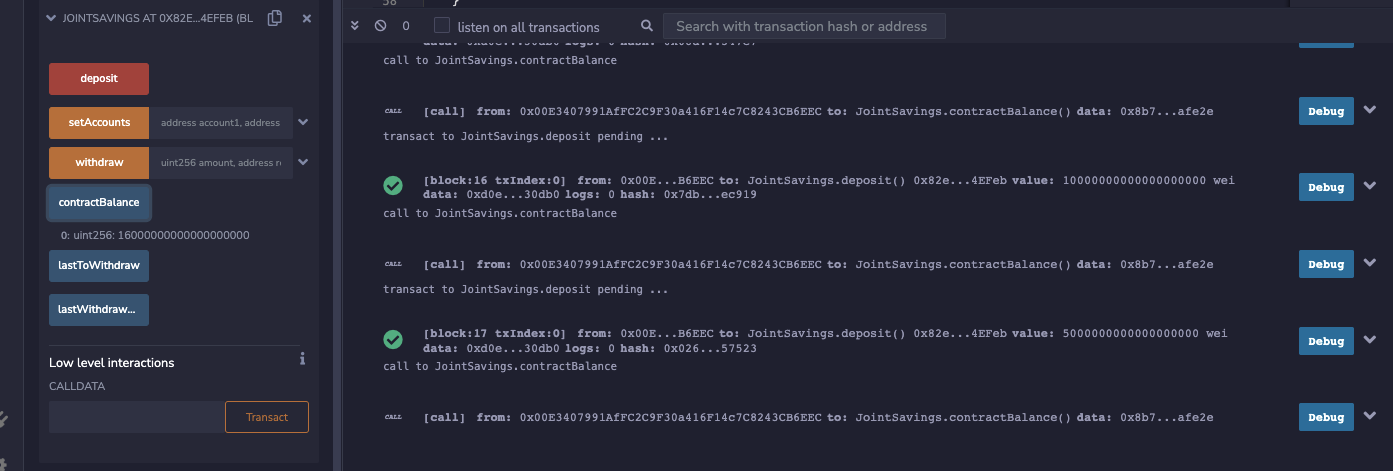 JOINTSAVINGS AT 0X82E...4EFEB (BL
deposit
setAccounts
address account1, address
withdraw
uint256 amount, address re
contractBalance
0: uint256: 16000000000000000000
lastToWithdraw
lastWithdraw...
Low level interactions
CALLDATA
Transact
58 }
0
listen on all transactions
Search with transaction hash or address
call to JointSavings.contractBalance
CALL [call] from: 0x00E3407991AfFC2C9F30a416F14c7C8243CB6EEC to: JointSavings.contractBalance() data: 0x8b7...afe2e
Debug
transact to JointSavings.deposit pending ...
[block:16 txIndex:0] from: 0x00E...B6EEC to: JointSavings.deposit() 0x82e...4EFeb value: 10000000000000000000 wei
data: 0xd0e...30db0 logs: 0 hash: 0x7db...ec919
Debug
call to JointSavings.contractBalance
CALL [call] from: 0x00E3407991AfFC2C9F30a416F14c7C8243CB6EEC to: JointSavings.contractBalance() data: 0x8b7...afe2e
Debug
transact to JointSavings.deposit pending ...
[block:17 txIndex:0] from: 0x00E...B6EEC to: JointSavings.deposit() 0x82e...4EFeb value: 5000000000000000000 wei
data: 0xd0e...30db0 logs: 0 hash: 0x026...57523
Debug
call to JointSavings.contractBalance
CALL [call] from: 0x00E3407991AfFC2C9F30a416F14c7C8243CB6EEC to: JointSavings.contractBalance() data: 0x8b7...afe2e
Debug